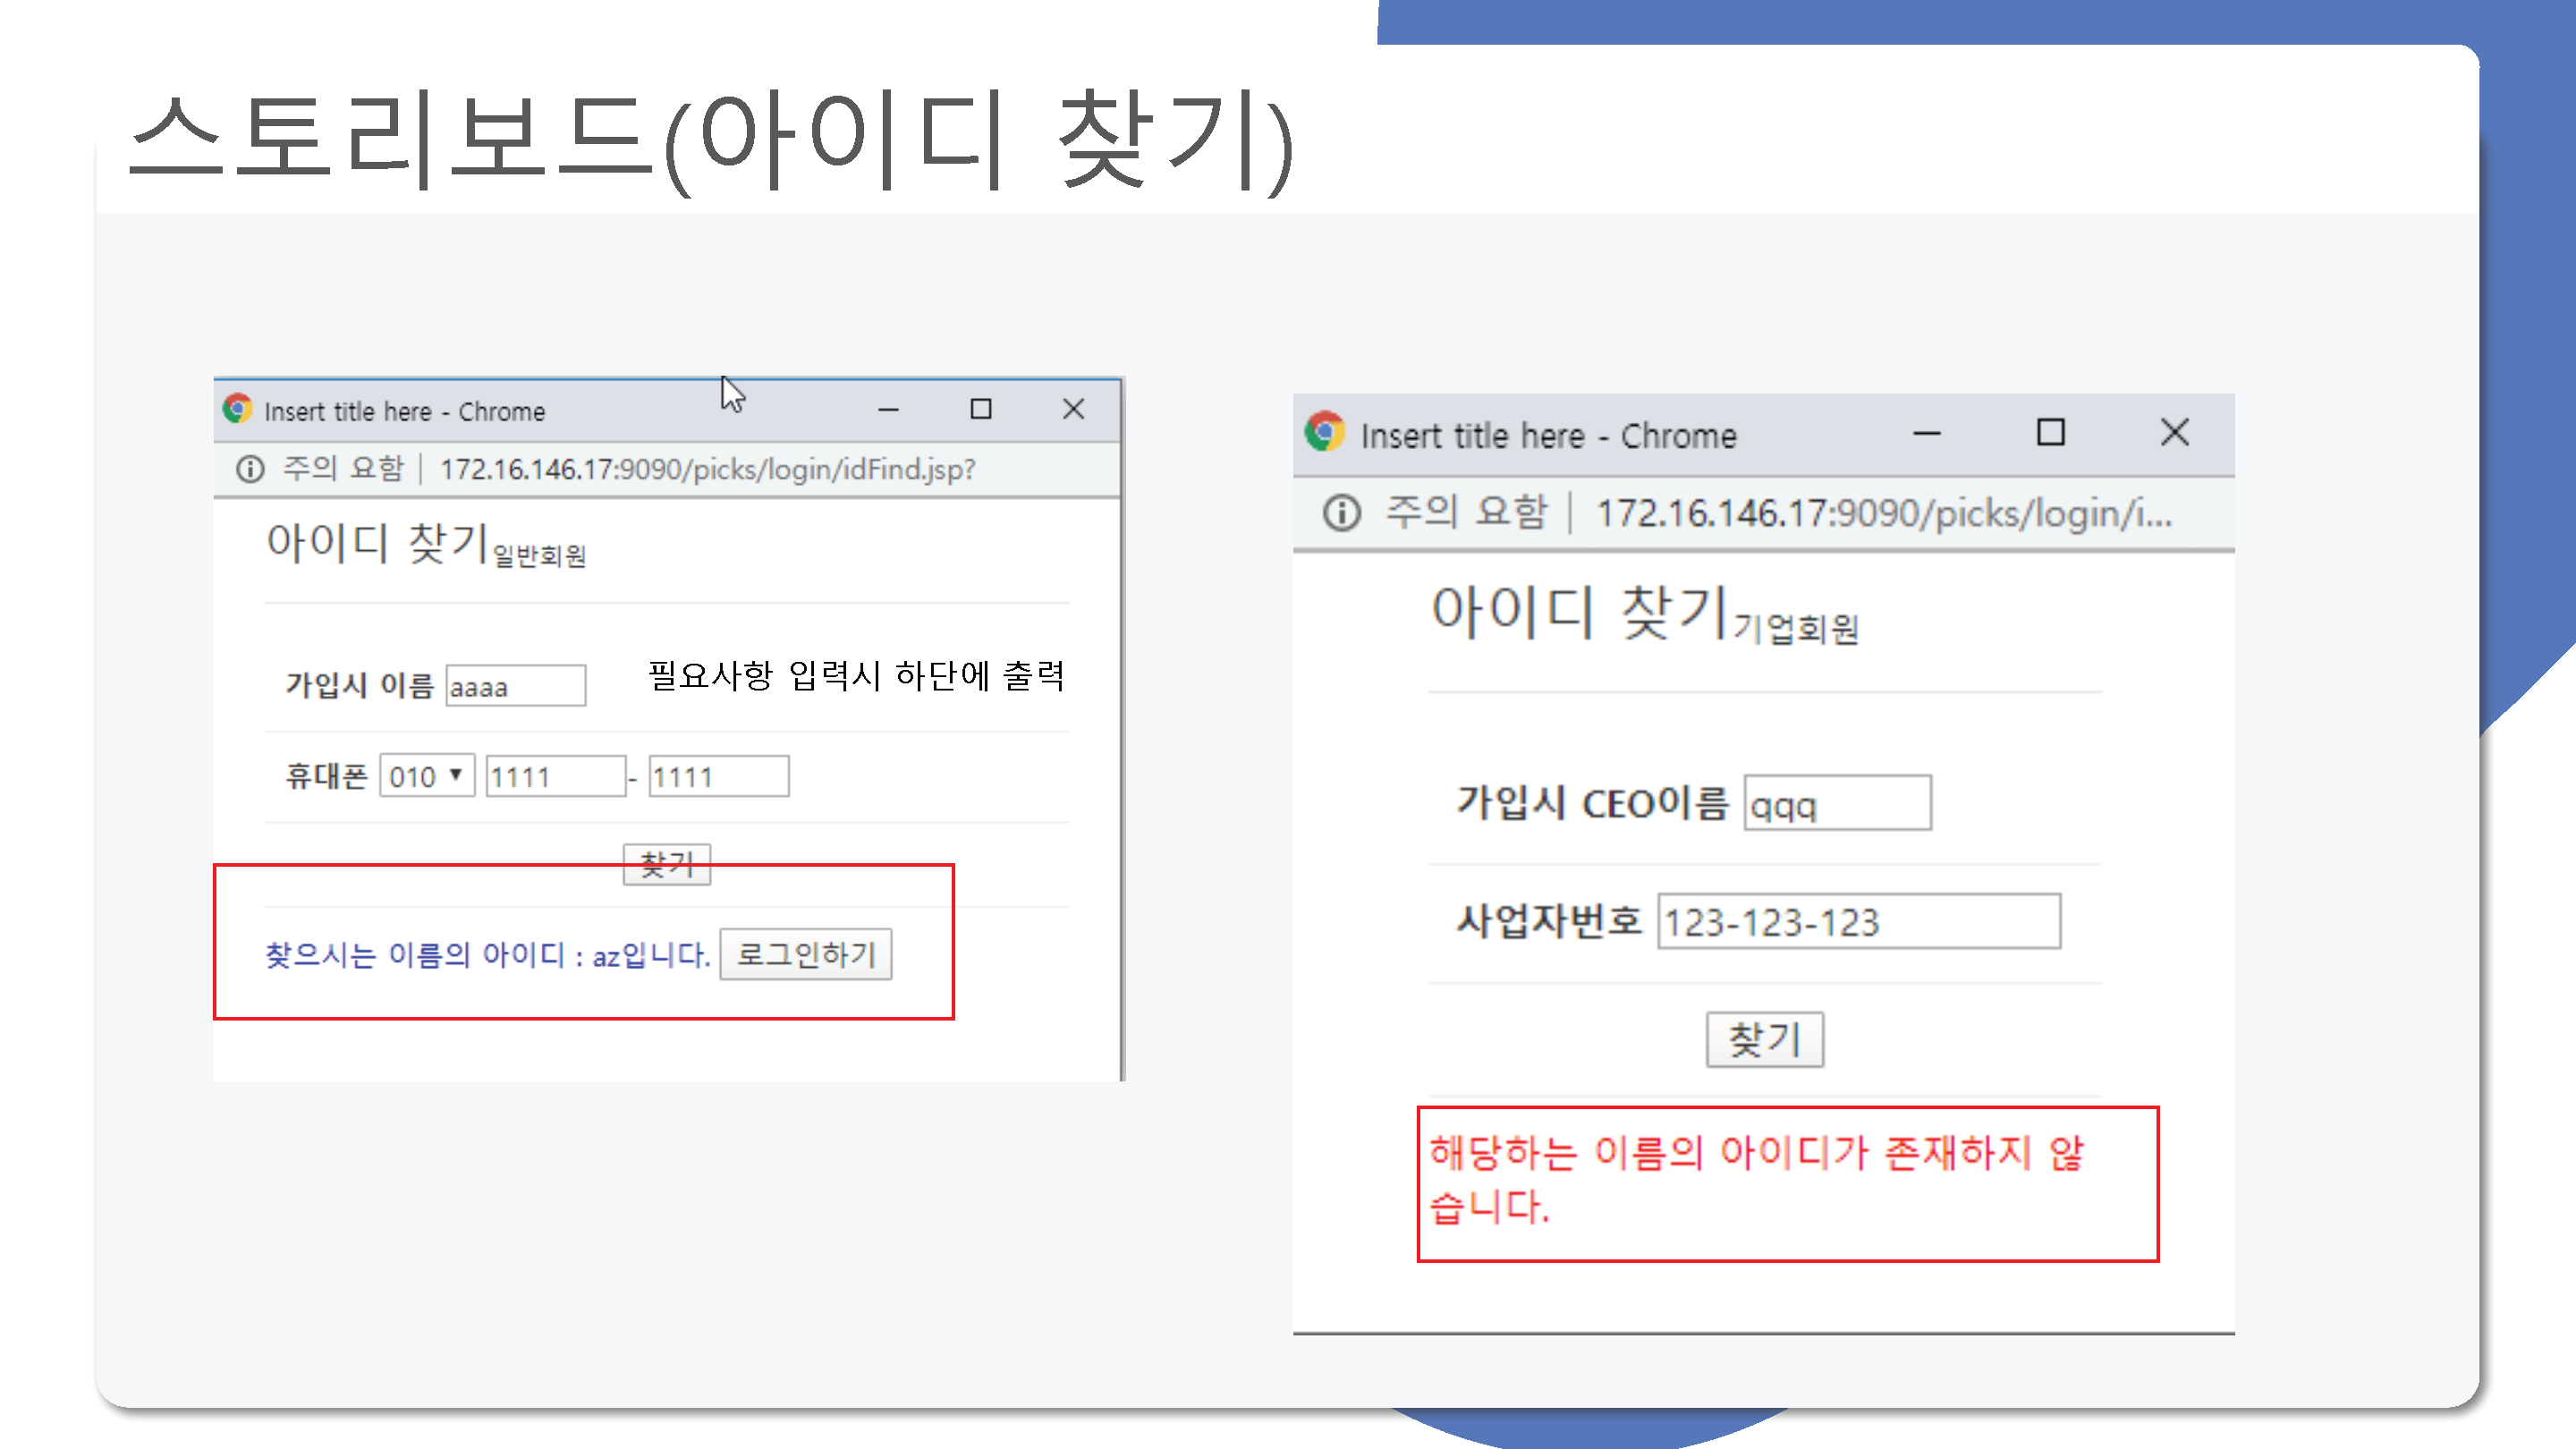 스토리보드(아이디 찾기)
Insert title here - Chrome
주의 요함 | 172.16.146.17:9090/picks/login/idFind.jsp?
아이디 찾기일반회원
가입시 이름 aaaa 필요사항 입력시 하단에 출력
휴대폰 010 ▼ 1111 - 1111
찾기
찾으시는 이름의 아이디 : az입니다. 로그인하기
Insert title here - Chrome
주의 요함 | 172.16.146.17:9090/picks/login/i...
아이디 찾기기업회원
가입시 CEO이름 qqq
사업자번호 123-123-123
찾기
해당하는 이름의 아이디가 존재하지 않
습니다.